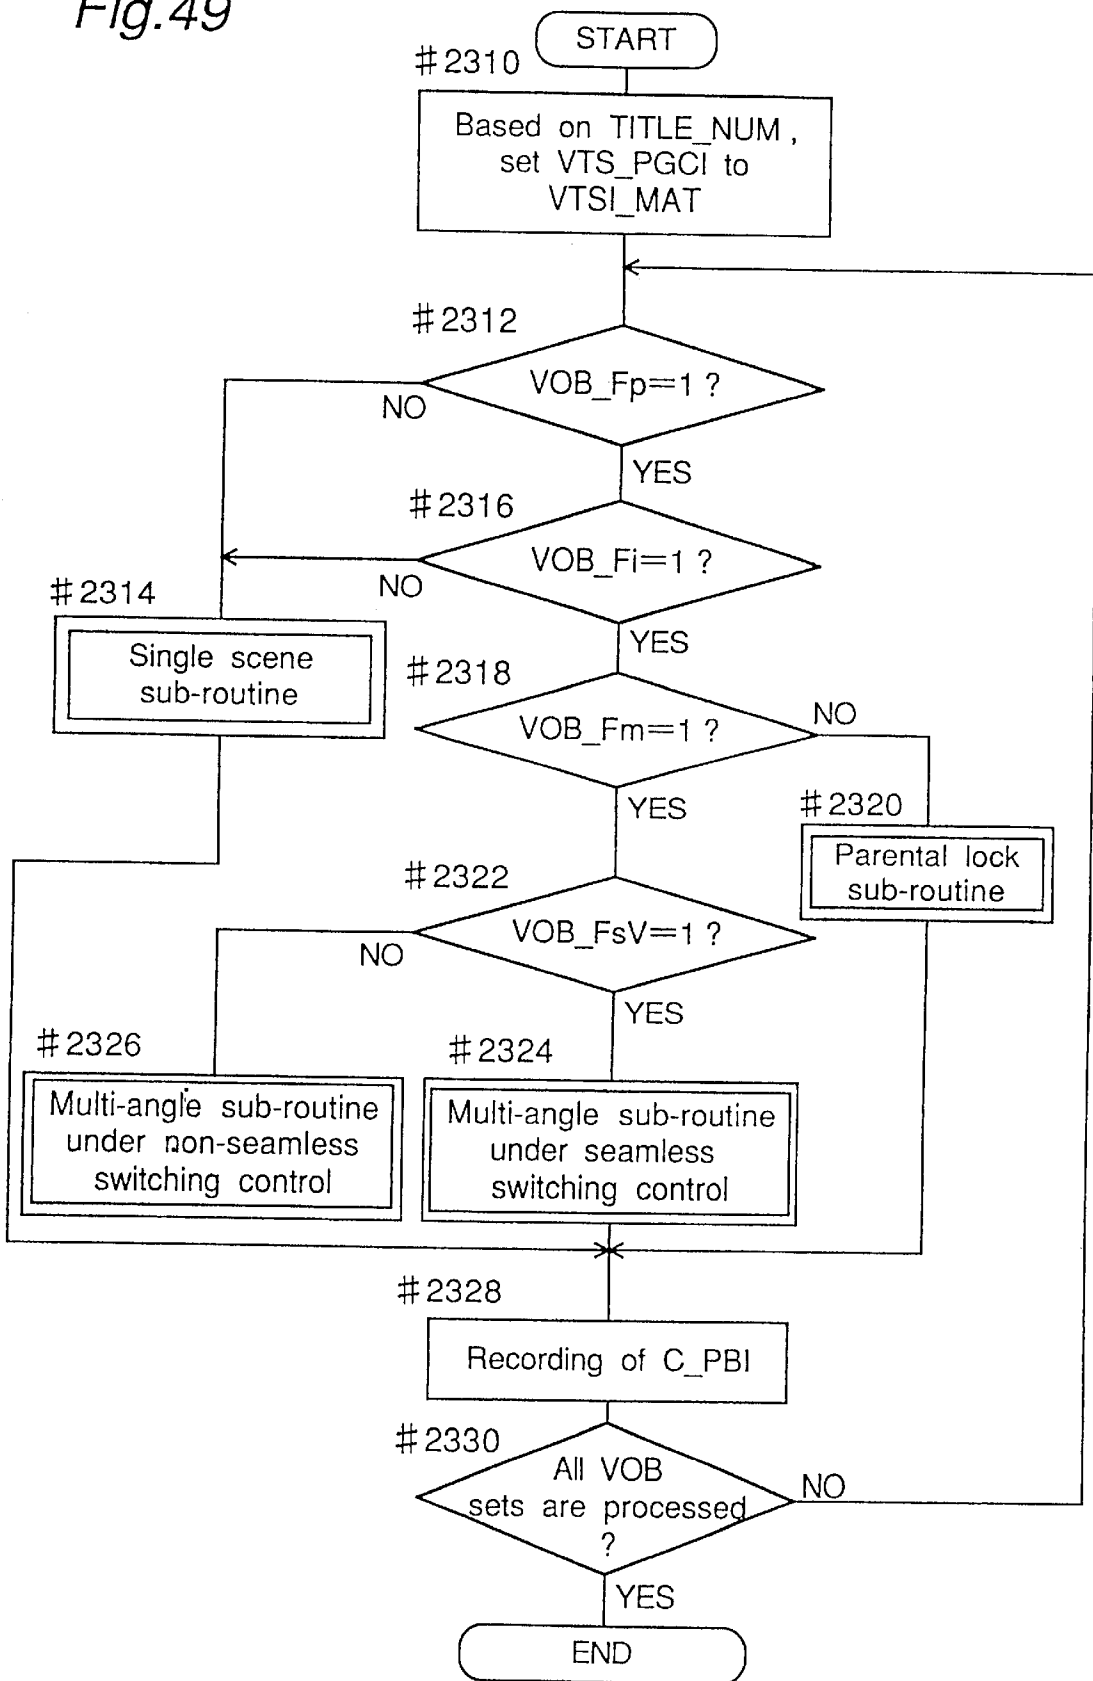 Fig.49
START
#2310
Based on TITLE_NUM,
set VTS_PGCI to
VTSI_MAT
#2312
VOB_Fp=1 ?
NO
YES
#2316
VOB_Fi=1 ?
NO
YES
#2314
Single scene
sub-routine
#2318
VOB_Fm=1 ?
NO
YES
#2320
Parental lock
sub-routine
#2322
VOB_FsV=1 ?
NO
YES
#2326
Multi-angle sub-routine
under non-seamless
switching control
#2324
Multi-angle sub-routine
under seamless
switching control
#2328
Recording of C_PBI
#2330
All VOB
sets are processed
?
NO
YES
END